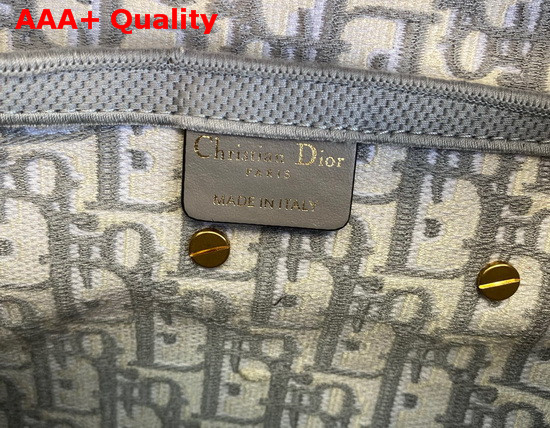 AAA+ Quality
Christian Dior
PARIS
MADE IN ITALY